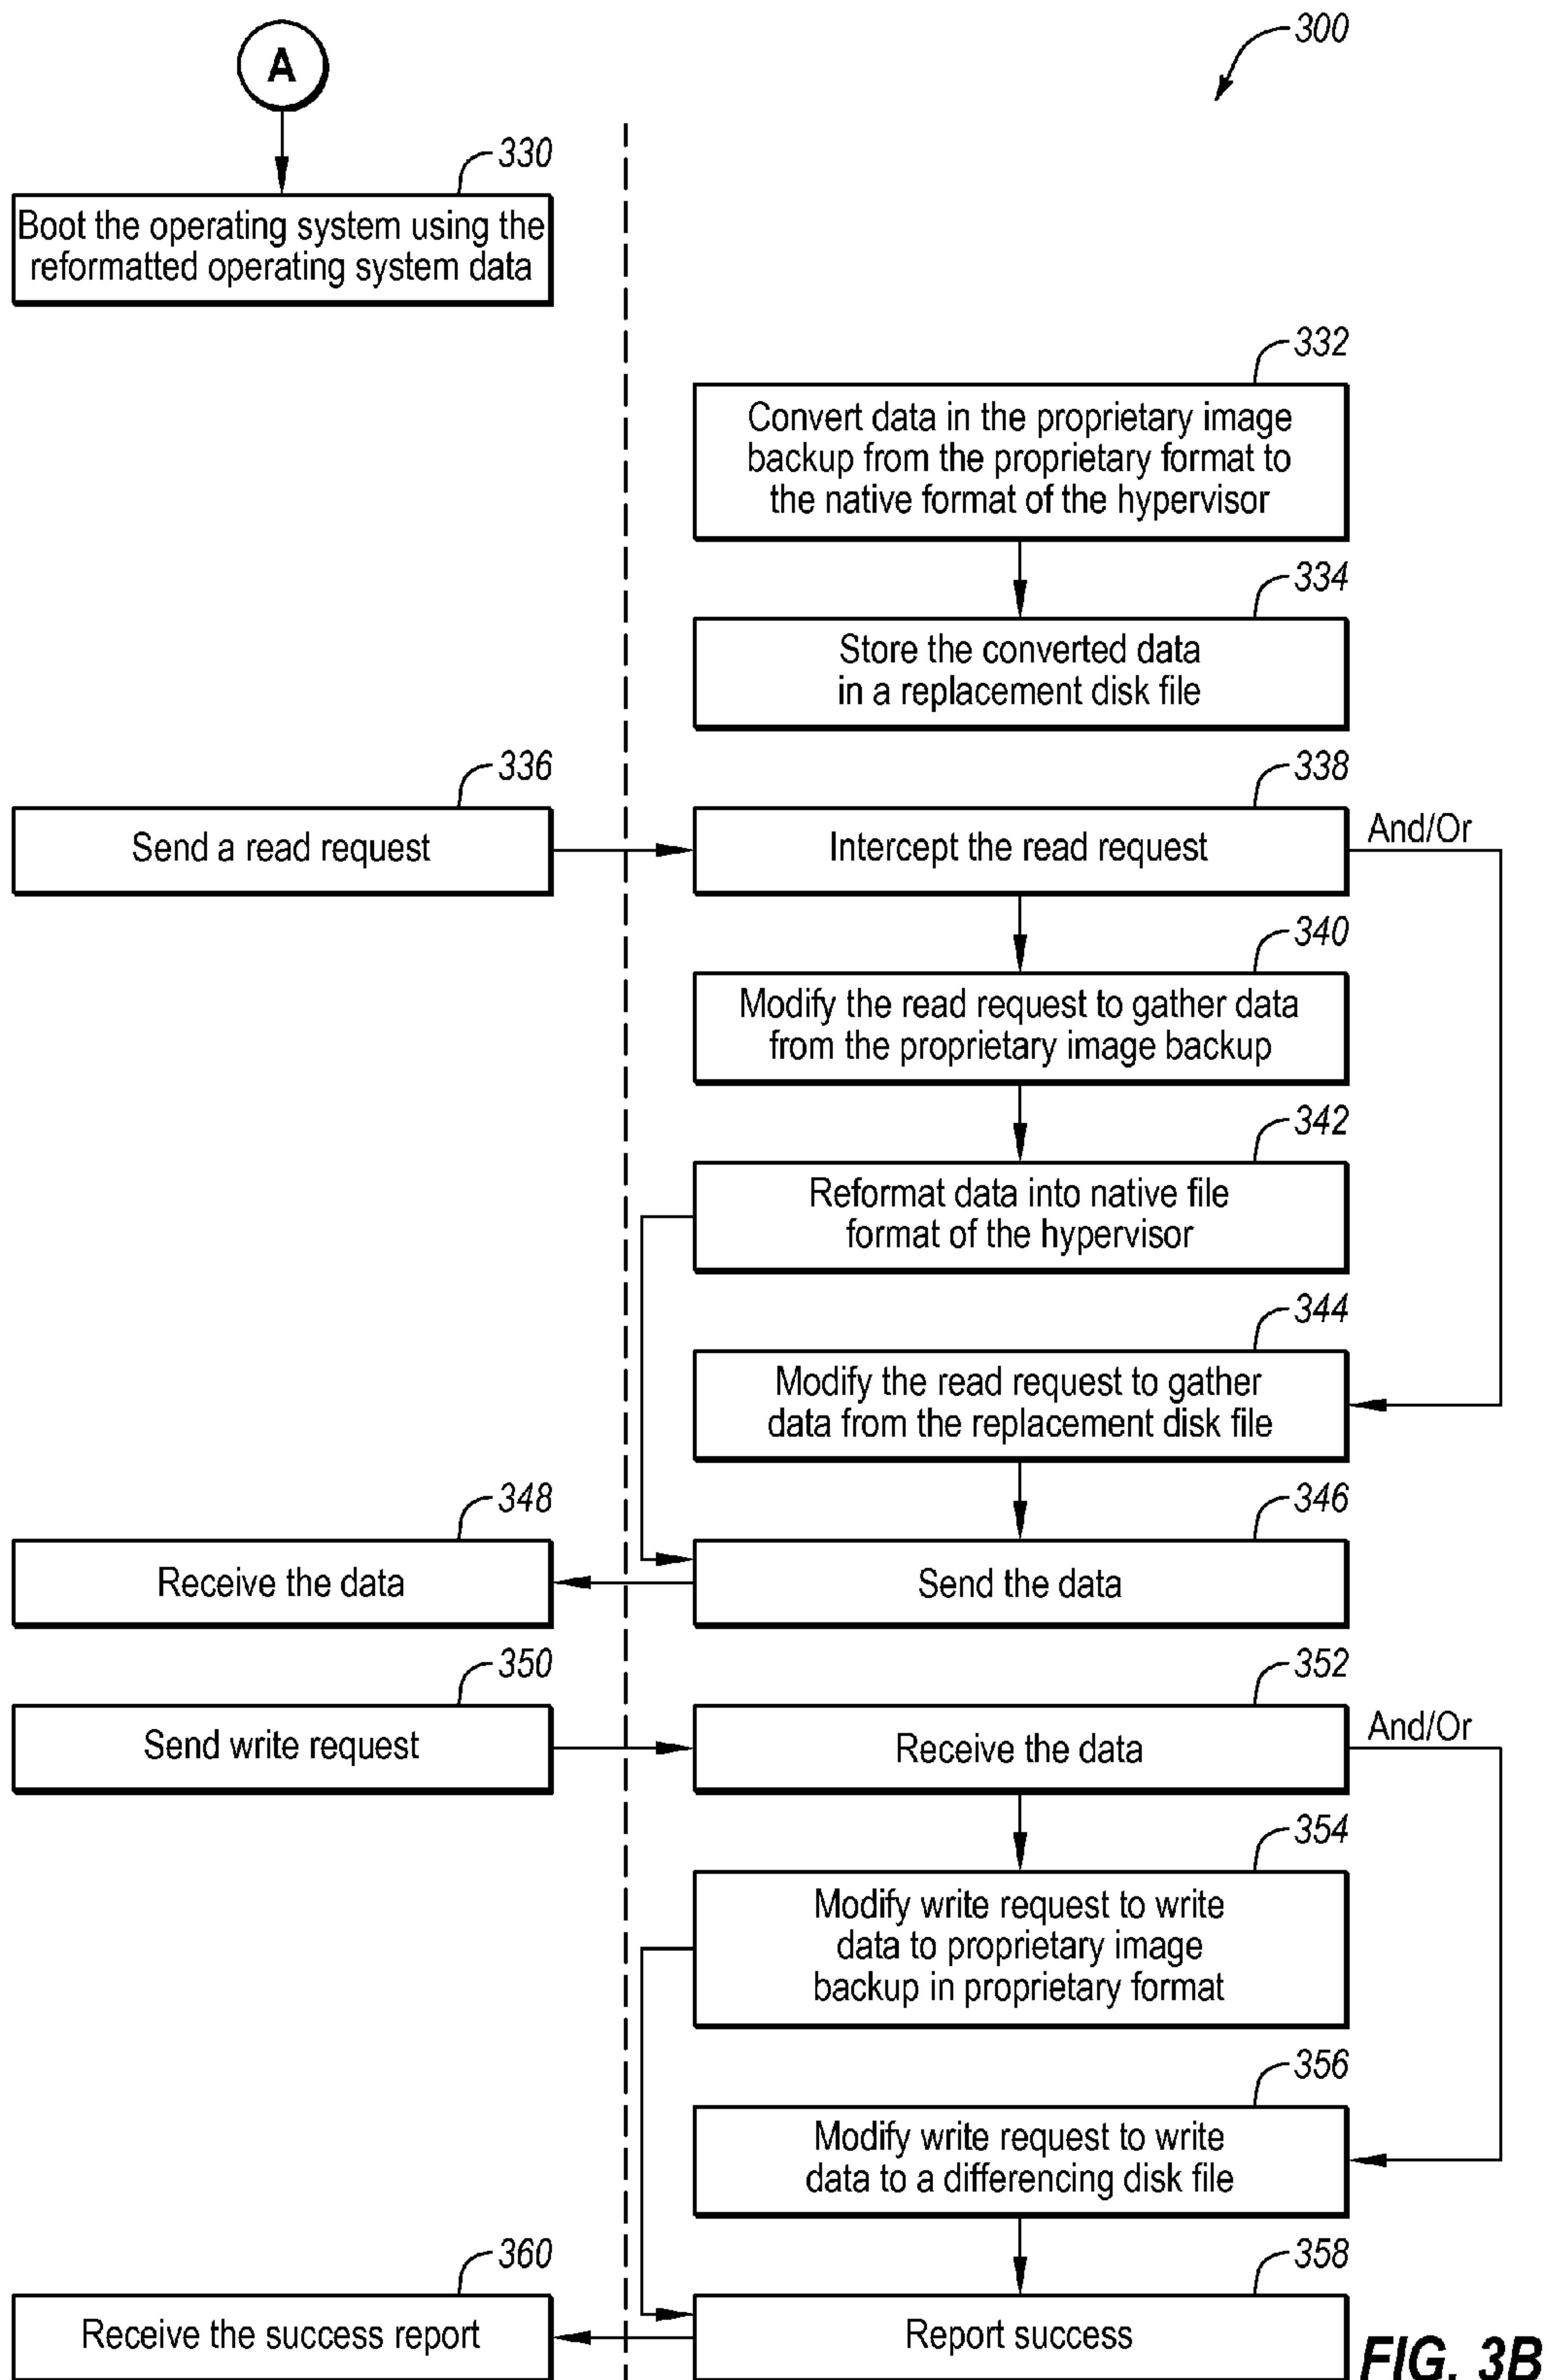 300
A
330
Boot the operating system using the
reformatted operating system data
332
Convert data in the proprietary image
backup from the proprietary format to
the native format of the hypervisor
334
Store the converted data
in a replacement disk file
336
Send a read request
338
Intercept the read request
And/Or
340
Modify the read request to gather data
from the proprietary image backup
342
Reformat data into native file
format of the hypervisor
344
Modify the read request to gather
data from the replacement disk file
348
Receive the data
346
Send the data
350
Send write request
352
Receive the data
And/Or
354
Modify write request to write
data to proprietary image
backup in proprietary format
356
Modify write request to write
data to a differencing disk file
360
Receive the success report
358
Report success
FIG. 3B